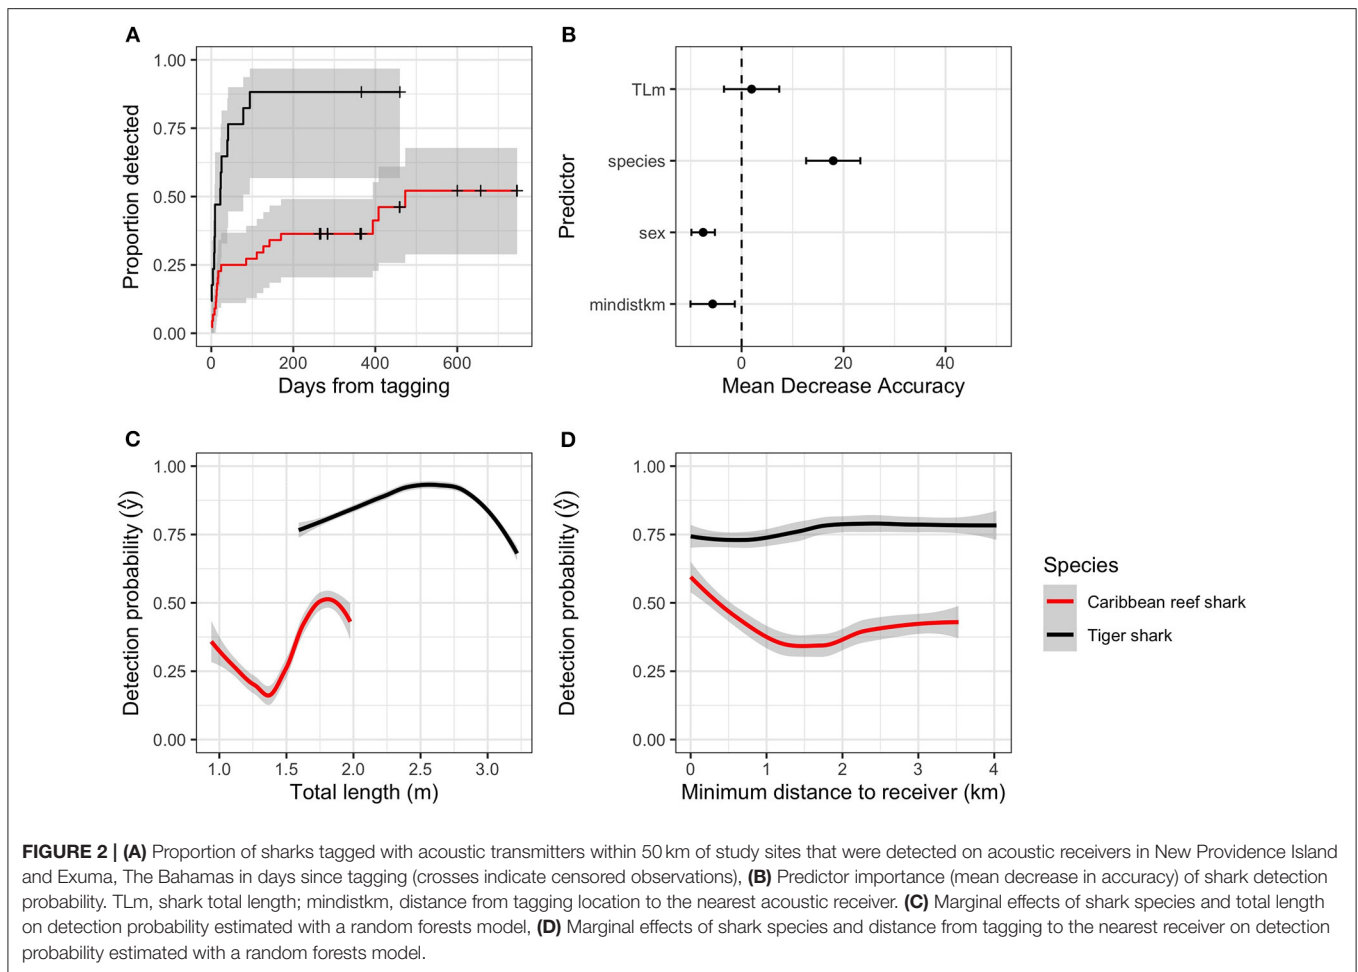 A
1.00
0.75
0.50
0.25
0.00
Proportion detected
0 200 400 600
Days from tagging
B
TLm
species
sex
mindistkm
Predictor
0 20 40
Mean Decrease Accuracy
C
1.00
0.75
0.50
0.25
0.00
Detection probability (ŷ)
1.0 1.5 2.0 2.5 3.0
Total length (m)
D
1.00
0.75
0.50
0.25
0.00
Detection probability (ŷ)
0 1 2 3 4
Minimum distance to receiver (km)
Species
Caribbean reef shark
Tiger shark
FIGURE 2 | (A) Proportion of sharks tagged with acoustic transmitters within 50 km of study sites that were detected on acoustic receivers in New Providence Island
and Exuma, The Bahamas in days since tagging (crosses indicate censored observations), (B) Predictor importance (mean decrease in accuracy) of shark detection
probability. TLm, shark total length; mindistkm, distance from tagging location to the nearest acoustic receiver. (C) Marginal effects of shark species and total length
on detection probability estimated with a random forests model, (D) Marginal effects of shark species and distance from tagging to the nearest receiver on detection
probability estimated with a random forests model.